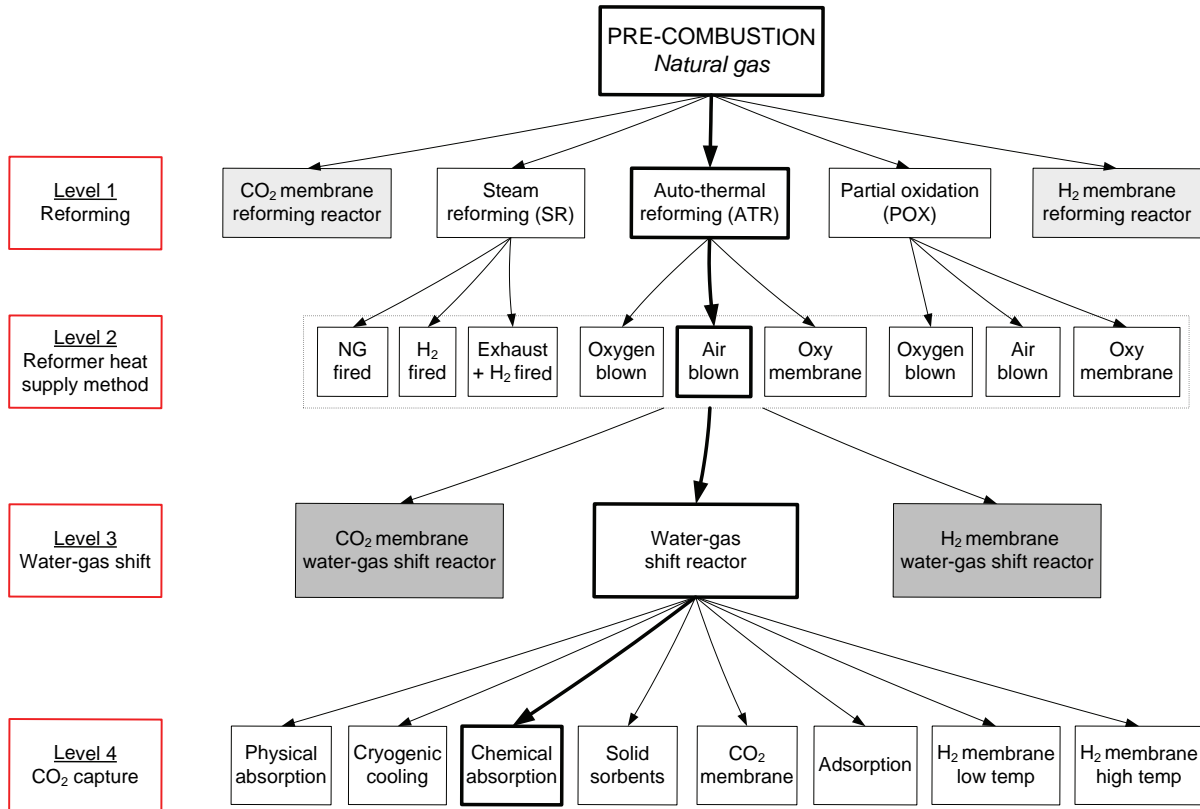 PRE-COMBUSTION
Natural gas
Level 1
Reforming
CO₂ membrane
reforming reactor
Steam
reforming (SR)
Auto-thermal
reforming (ATR)
Partial oxidation
(POX)
H₂ membrane
reforming reactor
Level 2
Reformer heat
supply method
NG
fired
H₂
fired
Exhaust
+ H₂ fired
Oxygen
blown
Air
blown
Oxy
membrane
Oxygen
blown
Air
blown
Oxy
membrane
Level 3
Water-gas shift
CO₂ membrane
water-gas shift reactor
Water-gas
shift reactor
H₂ membrane
water-gas shift reactor
Level 4
CO₂ capture
Physical
absorption
Cryogenic
cooling
Chemical
absorption
Solid
sorbents
CO₂
membrane
Adsorption
H₂ membrane
low temp
H₂ membrane
high temp